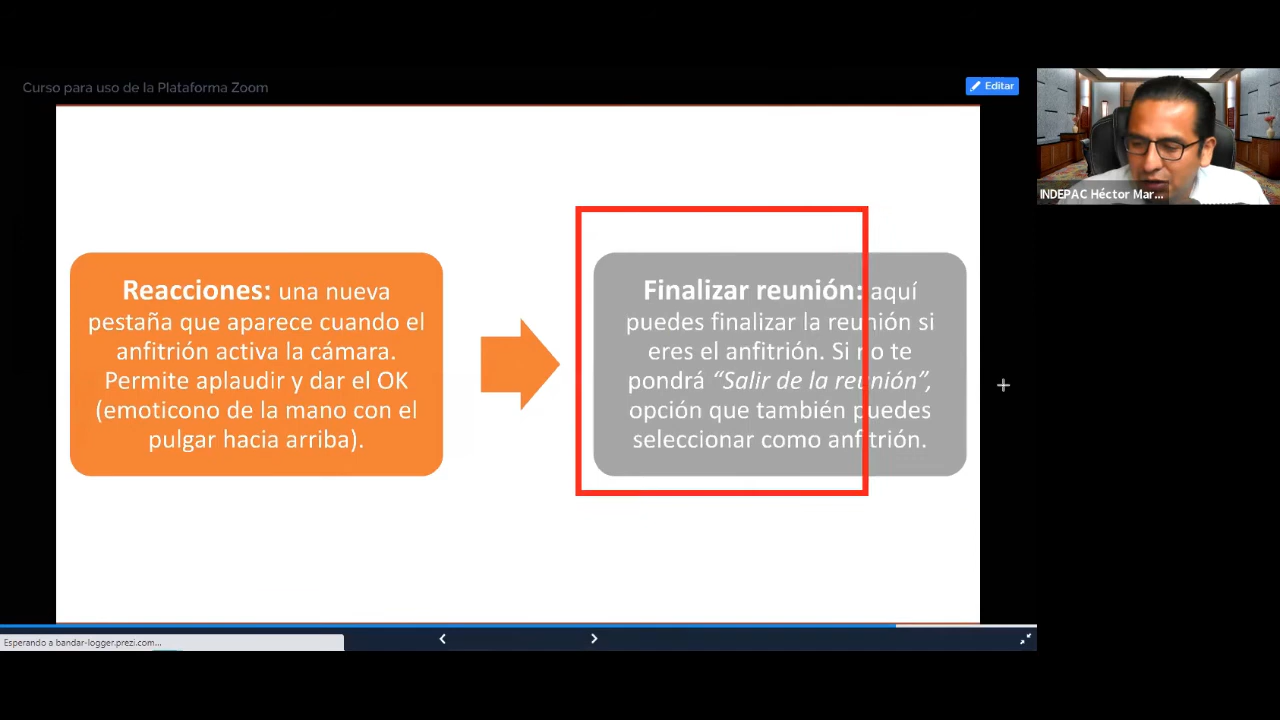 Curso para uso de la Plataforma Zoom
Editar
INDEPAC Héctor Mar...
Reacciones: una nueva
pestaña que aparece cuando el
anfitrión activa la cámara.
Permite aplaudir y dar el OK
(emoticono de la mano con el
pulgar hacia arriba).
Finalizar reunión: aquí
puedes finalizar la reunión si
eres el anfitrión. Si no te
pondrá “Salir de la reunión”,
opción que también puedes
seleccionar como anfitrión.
Esperando a bandar-logger.prezi.com...